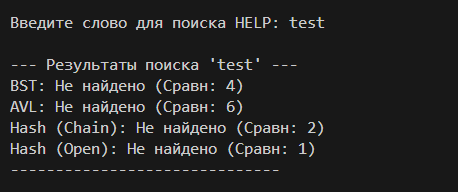 Введите слово для поиска HELP: test
--- Результаты поиска 'test' ---
BST: Не найдено (Сравн: 4)
AVL: Не найдено (Сравн: 6)
Hash (Chain): Не найдено (Сравн: 2)
Hash (Open): Не найдено (Сравн: 1)
------------------------------